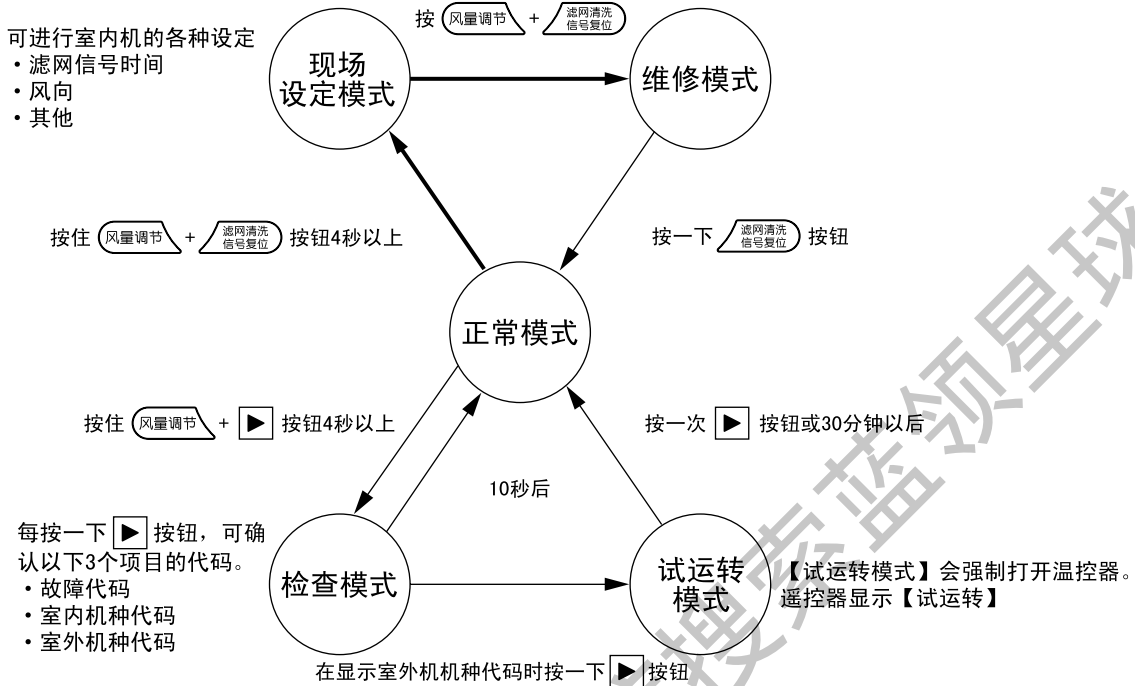 按 风量调节 + 滤网清洗
信号复位
可进行室内机的各种设定
・滤网信号时间
・风向
・其他
现场
设定模式
维修模式
按住 风量调节 + 滤网清洗
信号复位 按钮4秒以上
按一下 滤网清洗
信号复位 按钮
正常模式
按住 风量调节 + ▶ 按钮4秒以上
按一次 ▶ 按钮或30分钟以后
10秒后
每按一下 ▶ 按钮，可确
认以下3个项目的代码。
・故障代码
・室内机种代码
・室外机种代码
检查模式
试运转
模式
【试运转模式】会强制打开温控器。
遥控器显示【试运转】
在显示室外机机种代码时按一下 ▶ 按钮
搜索蓝领星球